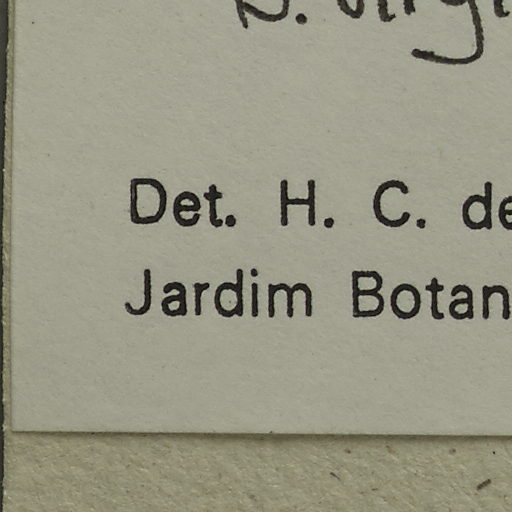 Det. H. C. de
Jardim Botan